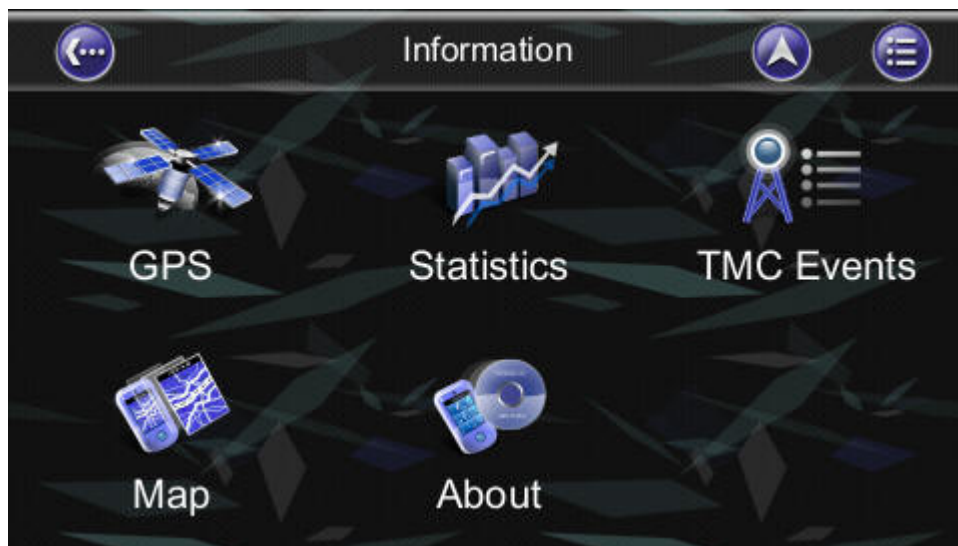 Information
GPS
Statistics
TMC Events
Map
About